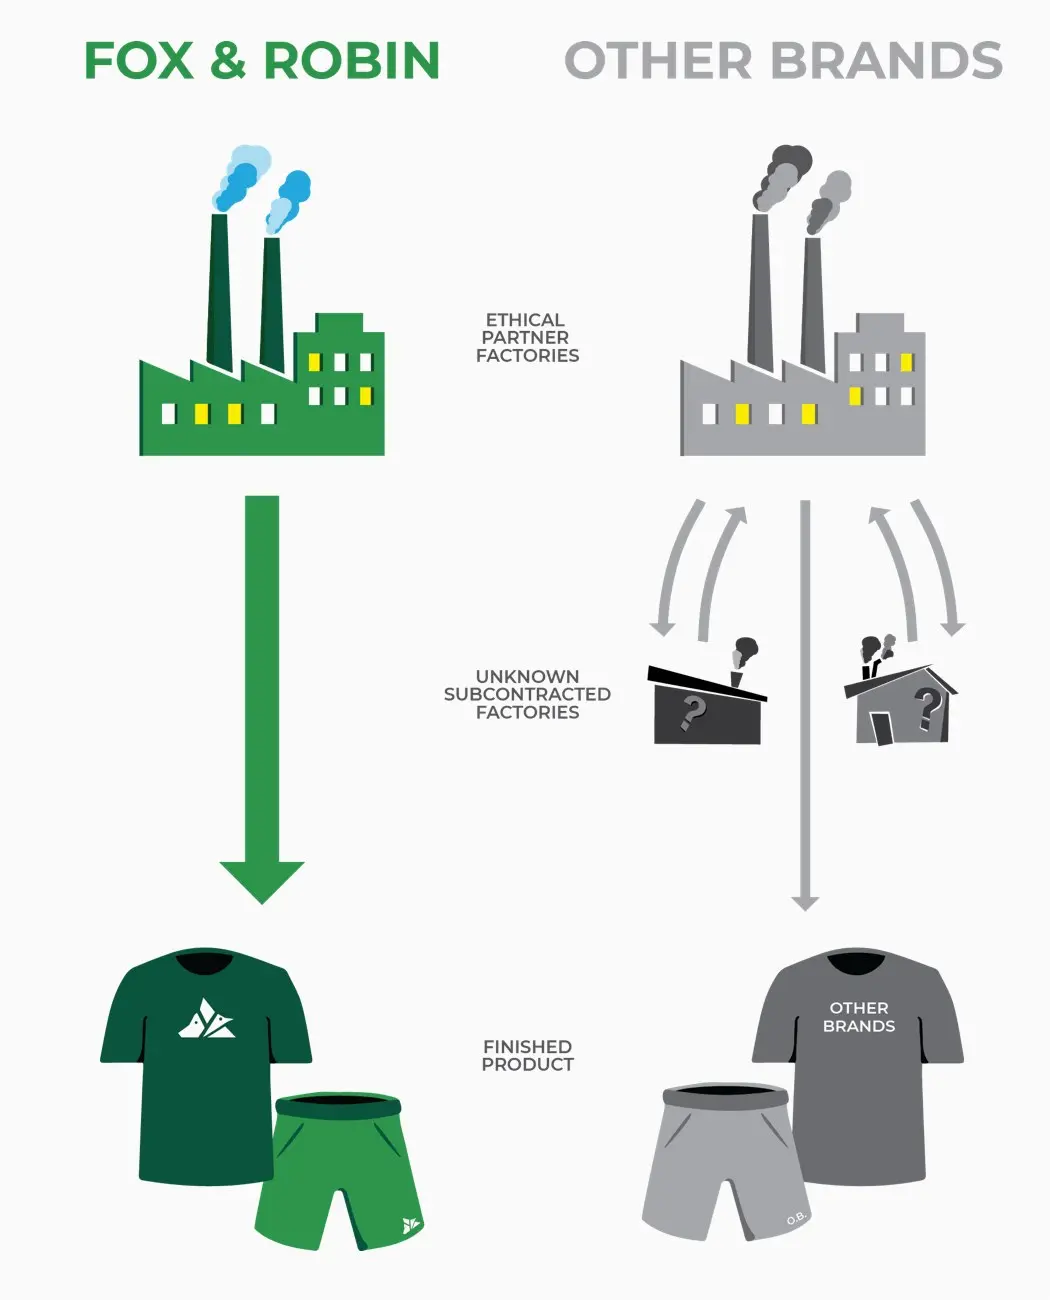 FOX & ROBIN
OTHER BRANDS
ETHICAL
PARTNER
FACTORIES
UNKNOWN
SUBCONTRACTED
FACTORIES
?
?
OTHER
BRANDS
FINISHED
PRODUCT
O.B.